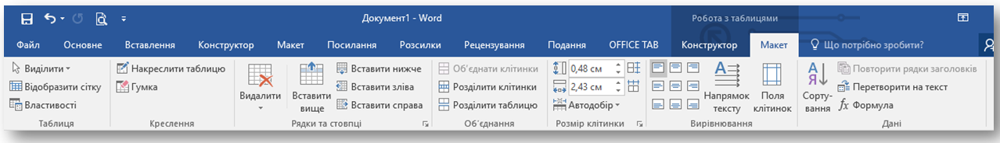 Документ1 - Word
Робота з таблицями
Файл Основне Вставлення Конструктор Макет Посилання Розсилки Рецензування Подання OFFICE TAB Конструктор Макет Що потрібно зробити?
Виділити
Відобразити сітку
Властивості
Таблиця
Накреслити таблицю
Гумка
Креслення
Видалити
Вставити
вище
Вставити нижче
Вставити зліва
Вставити справа
Рядки та стовпці
Об'єднати клітинки
Розділити клітинки
Розділити таблицю
Об'єднання
0,48 см
2,43 см
Автодобір
Розмір клітинки
Напрямок
тексту
Поля
клітинок
Вирівнювання
А
Я
Сорту-
вання
Повторити рядки заголовків
Перетворити на текст
fx Формула
Дані